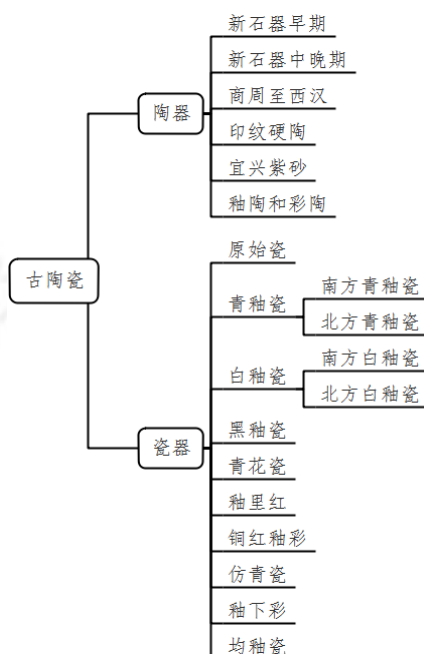 古陶瓷
陶器
新石器早期
新石器中晚期
商周至西汉
印纹硬陶
宜兴紫砂
釉陶和彩陶
瓷器
原始瓷
青釉瓷
南方青釉瓷
北方青釉瓷
白釉瓷
南方白釉瓷
北方白釉瓷
黑釉瓷
青花瓷
釉里红
铜红釉彩
仿青瓷
釉下彩
均釉瓷